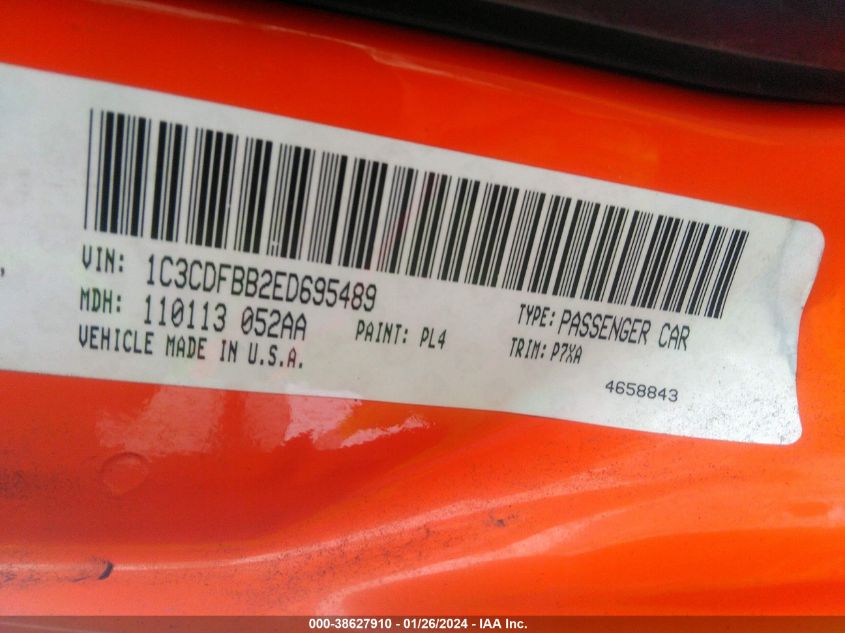 VIN: 1C3CDFBB2ED695489
MDH: 110113 052AA
PAINT: PL4
VEHICLE MADE IN U.S.A.
TYPE: PASSENGER CAR
TRIM: P7XA
4658843
000-38627910 - 01/26/2024 - IAA Inc.